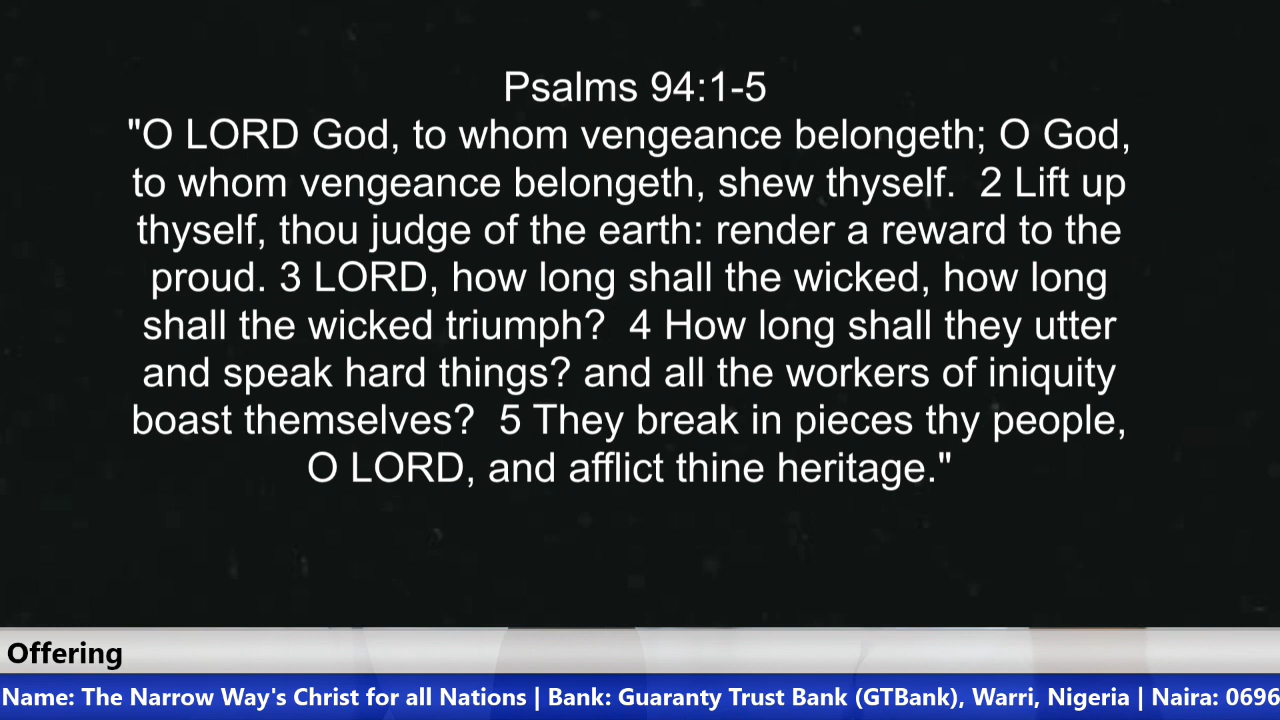 Psalms 94:1-5
"O LORD God, to whom vengeance belongeth; O God,
to whom vengeance belongeth, shew thyself.  2 Lift up
thyself, thou judge of the earth: render a reward to the
proud. 3 LORD, how long shall the wicked, how long
shall the wicked triumph?  4 How long shall they utter
and speak hard things? and all the workers of iniquity
boast themselves?  5 They break in pieces thy people,
O LORD, and afflict thine heritage."
Offering
Name: The Narrow Way's Christ for all Nations | Bank: Guaranty Trust Bank (GTBank), Warri, Nigeria | Naira: 0696